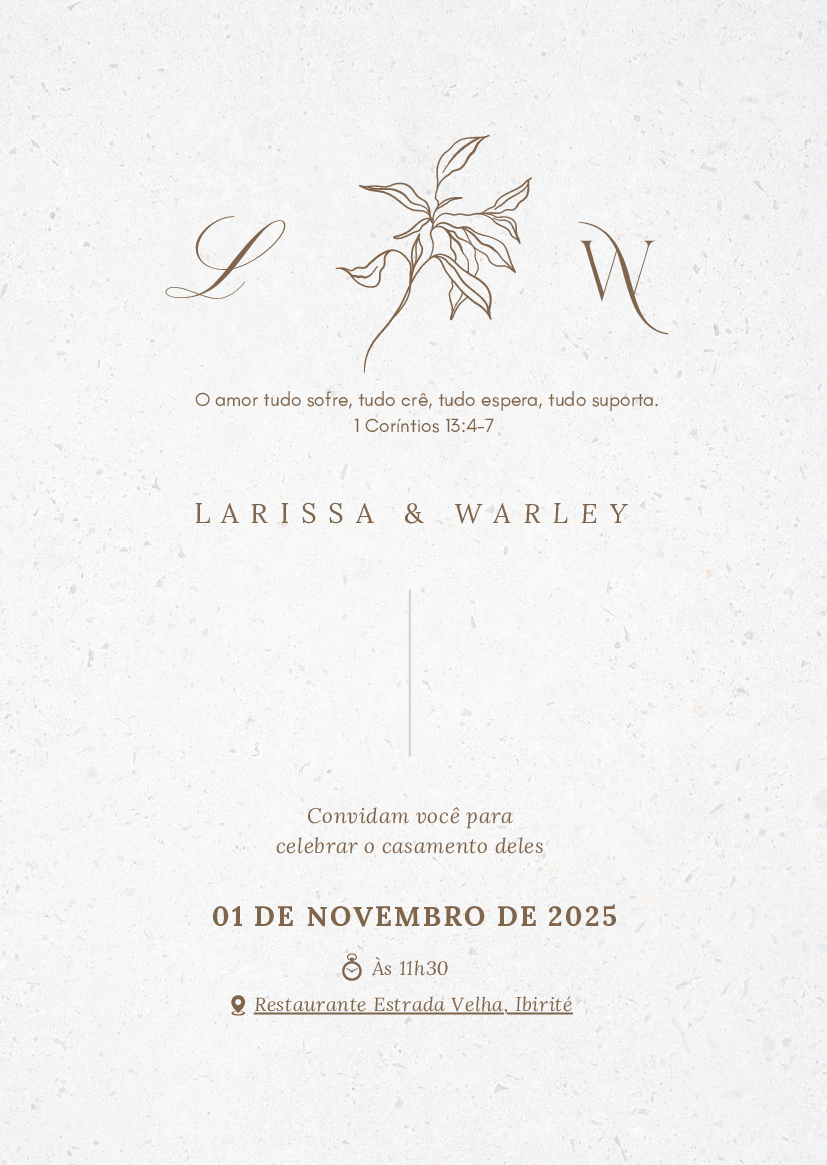 L W
O amor tudo sofre, tudo crê, tudo espera, tudo suporta.
1 Coríntios 13:4-7
LARISSA & WARLEY
Convidam você para
celebrar o casamento deles
01 DE NOVEMBRO DE 2025
Às 11h30
Restaurante Estrada Velha, Ibirité